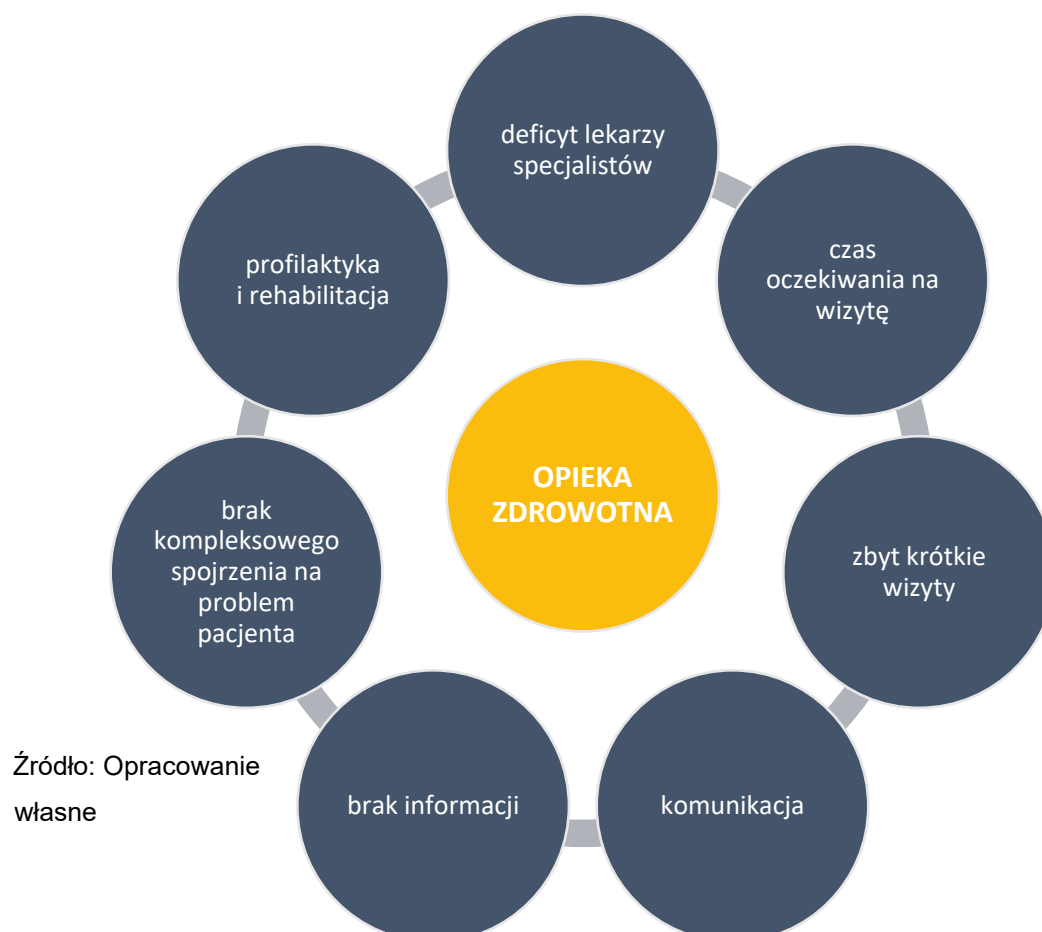 deficyt lekarzy
specjalistów
czas
oczekiwania na
wizytę
zbyt krótkie
wizyty
komunikacja
brak informacji
brak
kompleksowego
spojrzenia na
problem
pacjenta
profilaktyka
i rehabilitacja
OPIEKA
ZDROWOTNA
Źródło: Opracowanie
własne